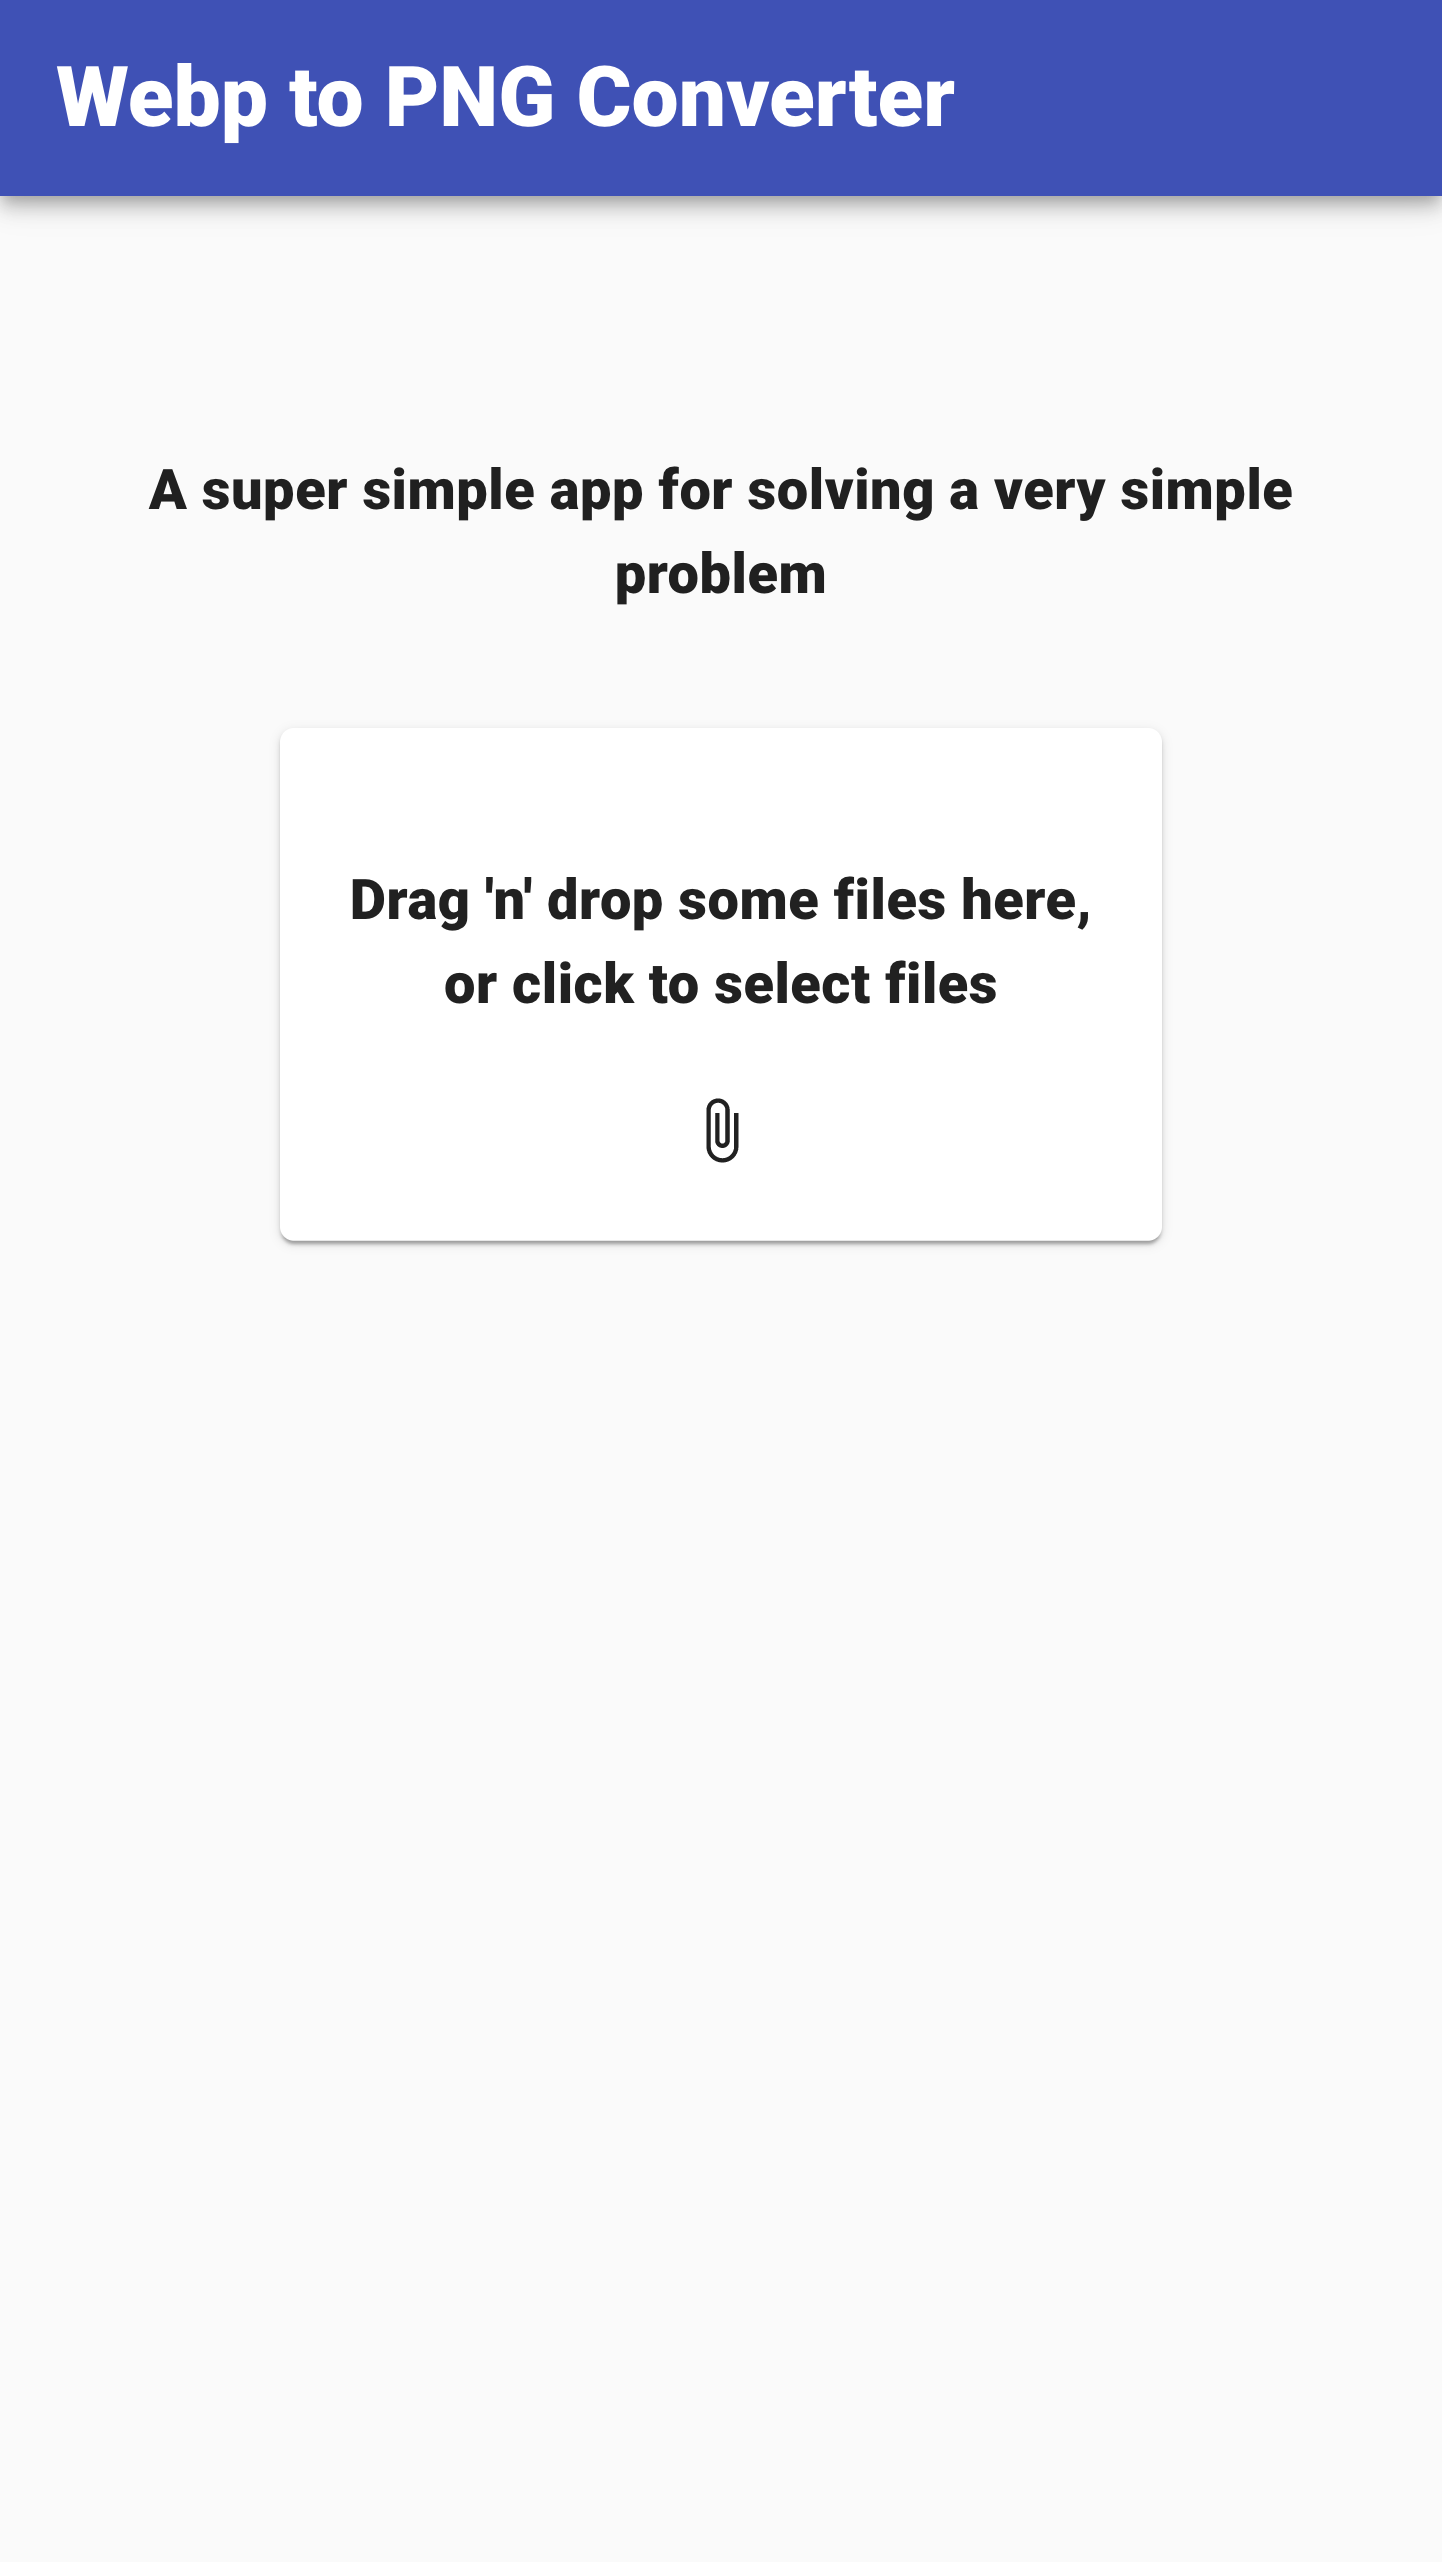 Webp to PNG Converter
A super simple app for solving a very simple
problem
Drag 'n' drop some files here,
or click to select files